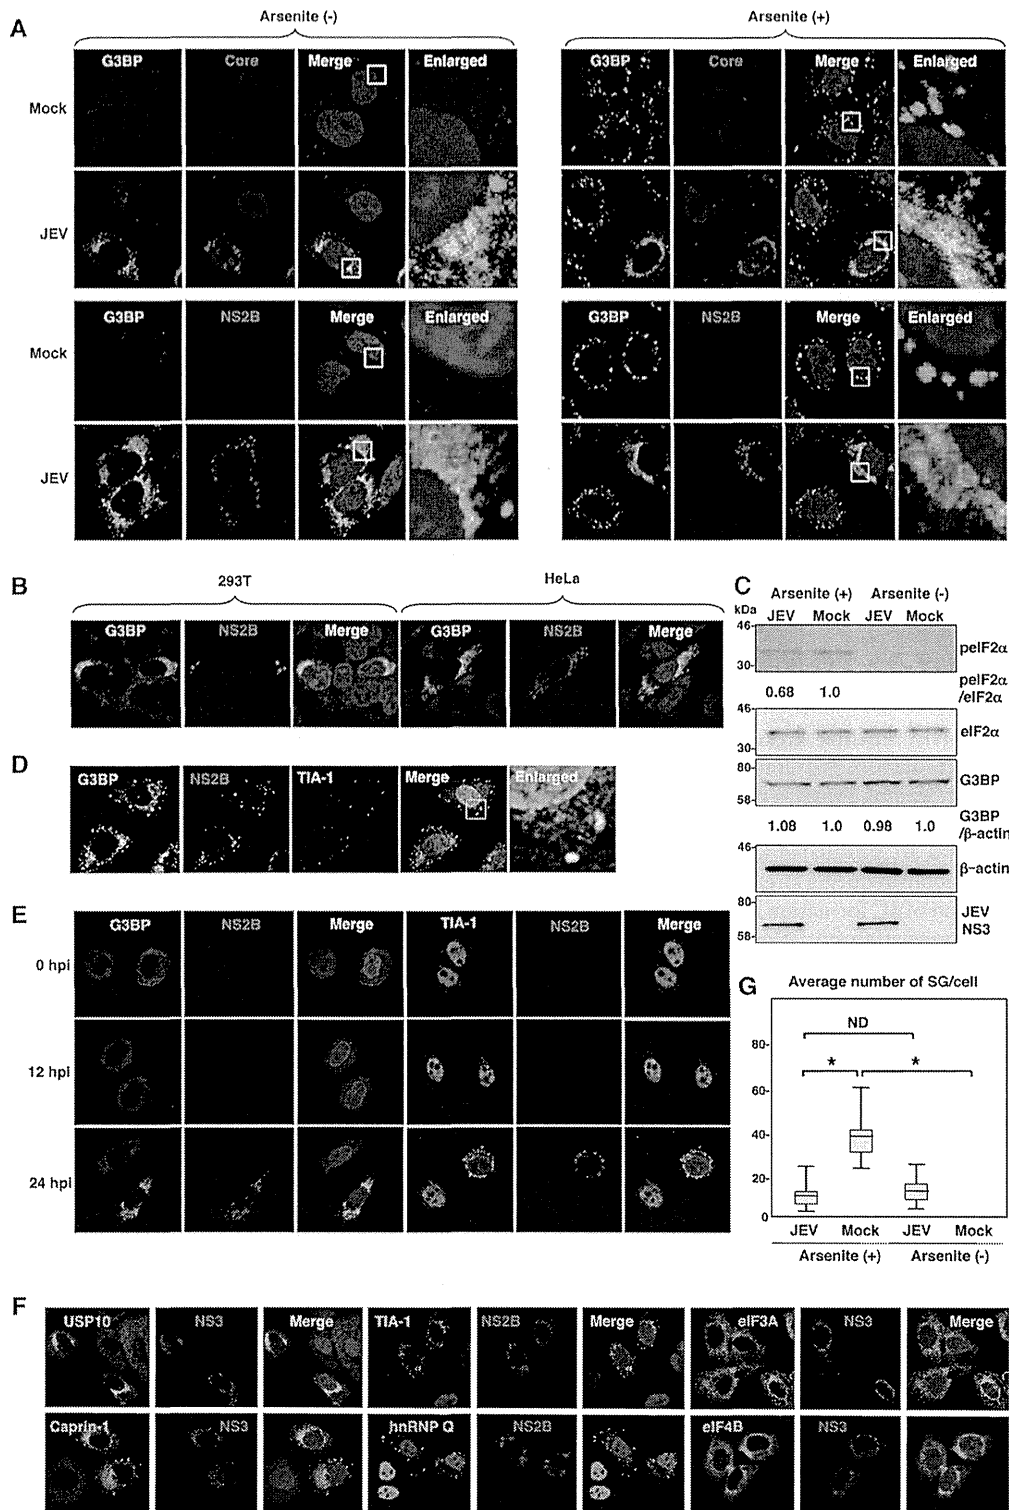 A
Arsenite (-)
Arsenite (+)
G3BP Core Merge Enlarged
G3BP Core Merge Enlarged
Mock
JEV
G3BP NS2B Merge Enlarged
G3BP NS2B Merge Enlarged
Mock
JEV
B
293T
HeLa
G3BP NS2B Merge G3BP NS2B Merge
C
Arsenite (+) Arsenite (-)
kDa JEV Mock JEV Mock
46-
peIF2α
30-
0.68 1.0
peIF2α
/eIF2α
46-
eIF2α
30-
80-
G3BP
58-
1.08 1.0 0.98 1.0
G3BP
/β-actin
46-
β-actin
30-
80-
JEV
NS3
58-
D
G3BP NS2B TIA-1 Merge Enlarged
E
G3BP NS2B Merge TIA-1 NS2B Merge
0 hpi
12 hpi
24 hpi
G
Average number of SG/cell
ND
* *
80-
60-
40-
20-
0
JEV Mock JEV Mock
Arsenite (+) Arsenite (-)
F
USP10 NS3 Merge TIA-1 NS2B Merge eIF3A NS3 Merge
Caprin-1 NS3 hnRNP Q NS2B eIF4B NS3